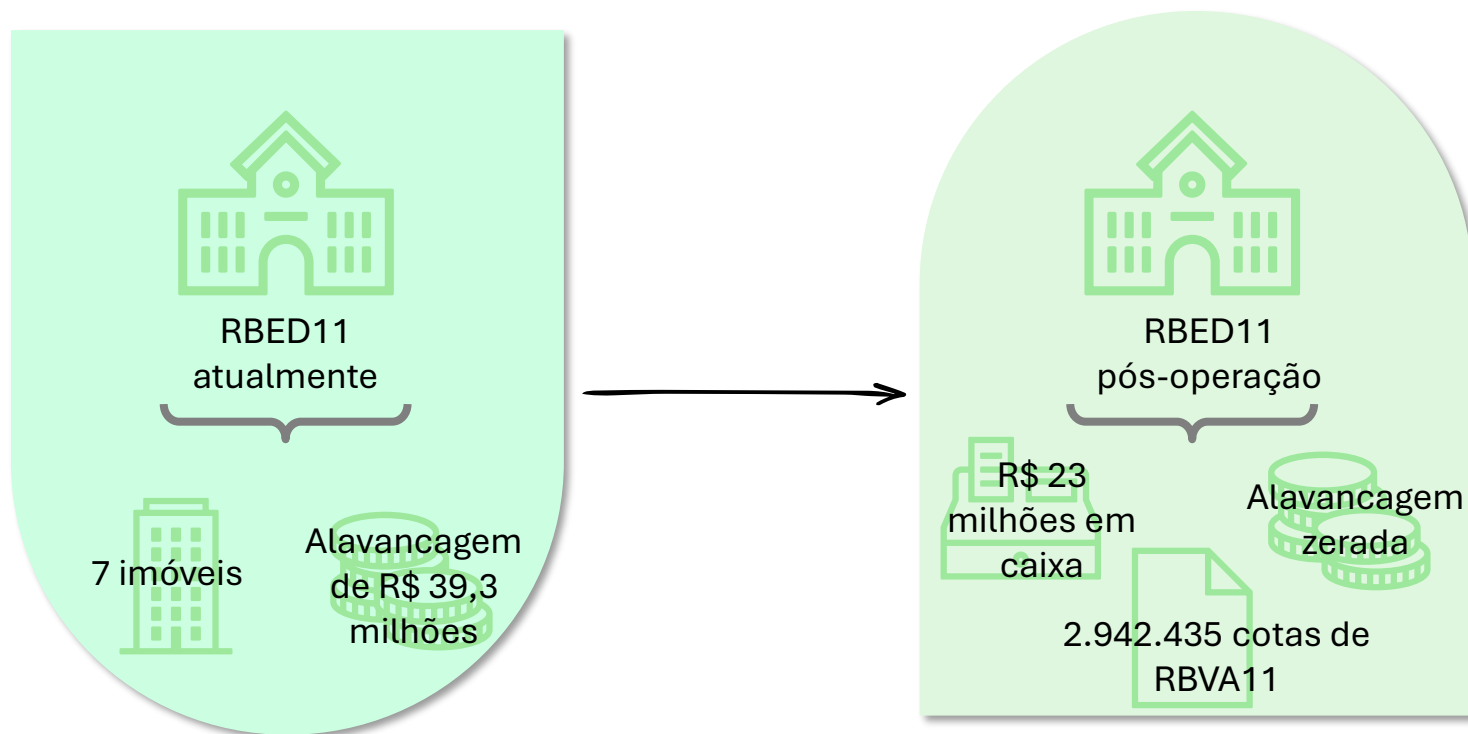 RBED11
atualmente
7 imóveis
Alavancagem
de R$ 39,3
milhões
RBED11
pós-operação
R$ 23
milhões em
caixa
Alavancagem
zerada
2.942.435 cotas de
RBVA11